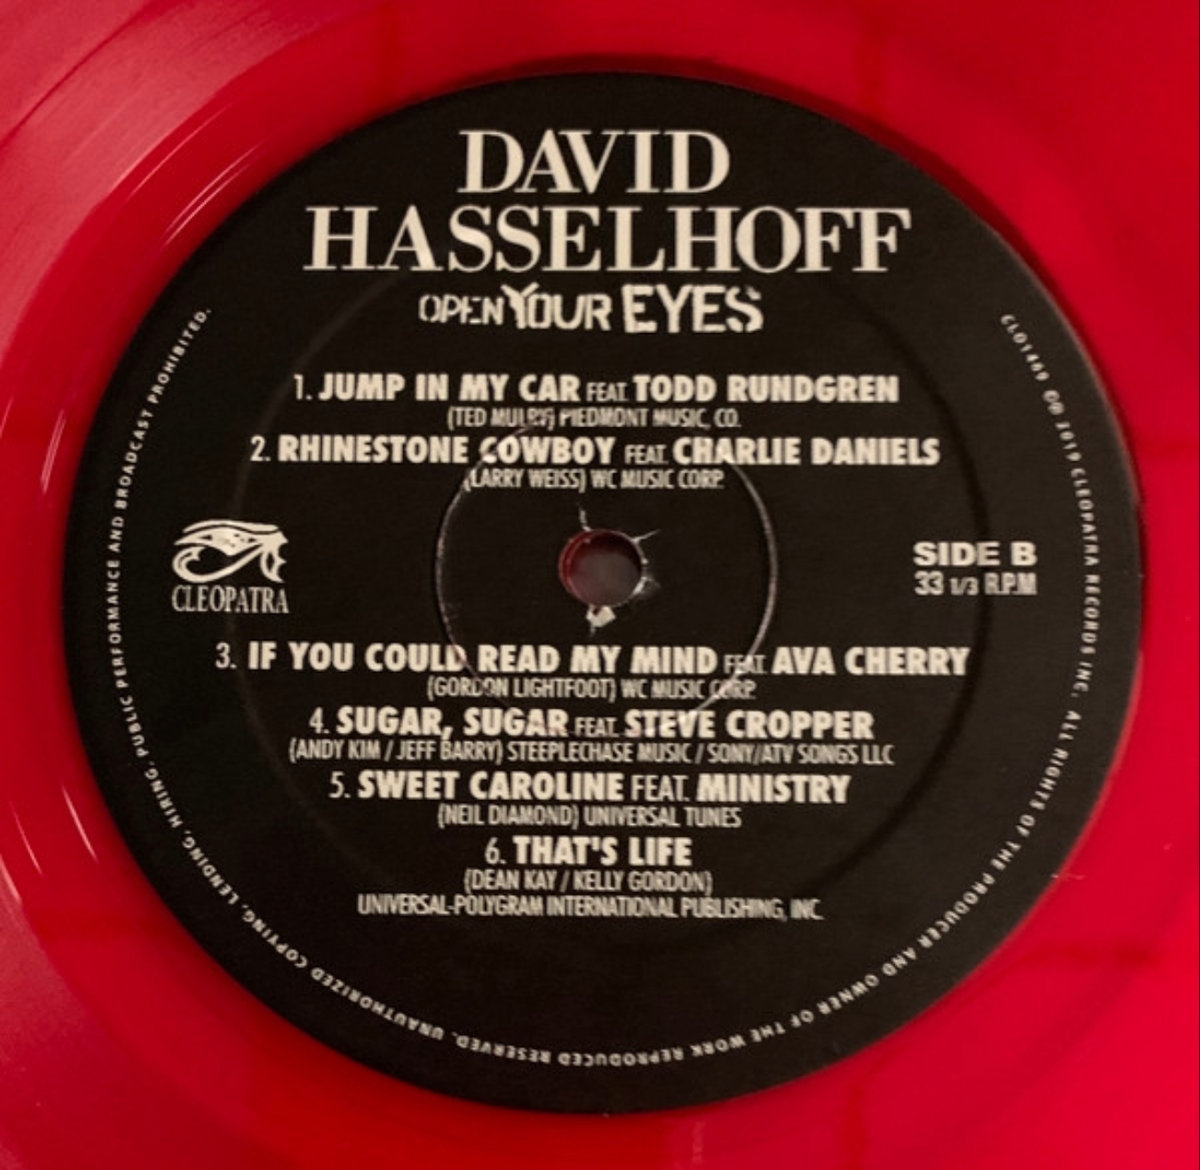 DAVID
HASSELHOFF
OPEN YOUR EYES
1. JUMP IN MY CAR FEAT. TODD RUNDGREN
(TED MULRY) PIEDMONT MUSIC, CO.
2. RHINESTONE COWBOY FEAT. CHARLIE DANIELS
(LARRY WEISS) WC MUSIC CORP.
CLEOPATRA
SIDE B
33 1/3 R.P.M
3. IF YOU COULD READ MY MIND FEAT. AVA CHERRY
(GORDON LIGHTFOOT) WC MUSIC CORP.
4. SUGAR, SUGAR FEAT. STEVE CROPPER
(ANDY KIM / JEFF BARRY) STEEPLECHASE MUSIC / SONY/ATV SONGS LLC
5. SWEET CAROLINE FEAT. MINISTRY
(NEIL DIAMOND) UNIVERSAL TUNES
6. THAT'S LIFE
(DEAN KAY / KELLY GORDON)
UNIVERSAL-POLYGRAM INTERNATIONAL PUBLISHING, INC.
CLO1489 ©℗ 2019 CLEOPATRA RECORDS INC. ALL RIGHTS OF THE PRODUCER AND OWNER OF THE WORK REPRODUCED RESERVED. UNAUTHORIZED COPYING, LENDING, HIRING, PUBLIC PERFORMANCE AND BROADCAST PROHIBITED.